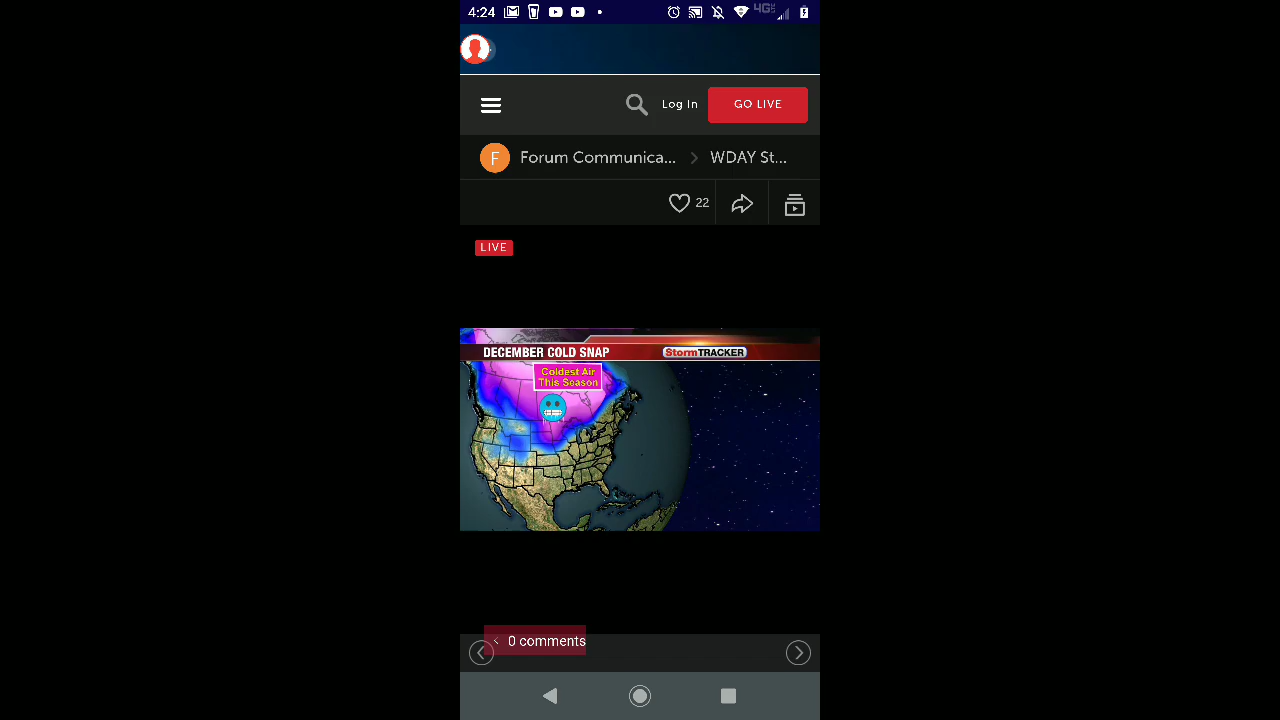 4:24
4G
Log In
GO LIVE
F
Forum Communica...
WDAY St...
22
LIVE
DECEMBER COLD SNAP
StormTRACKER
Coldest Air
This Season
0 comments